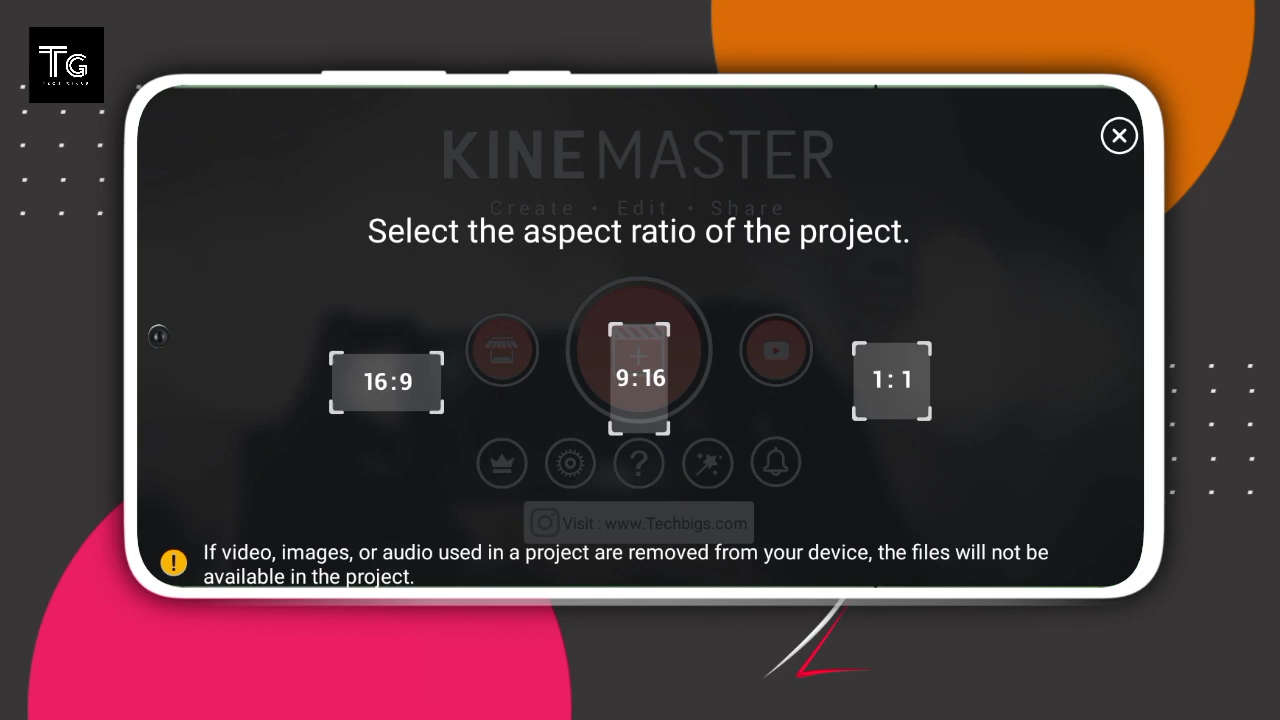 TG
KINEMASTER
Create • Edit • Share
Select the aspect ratio of the project.
16:9
9:16
1:1
?
Visit : www.Techbigs.com
! If video, images, or audio used in a project are removed from your device, the files will not be
available in the project.